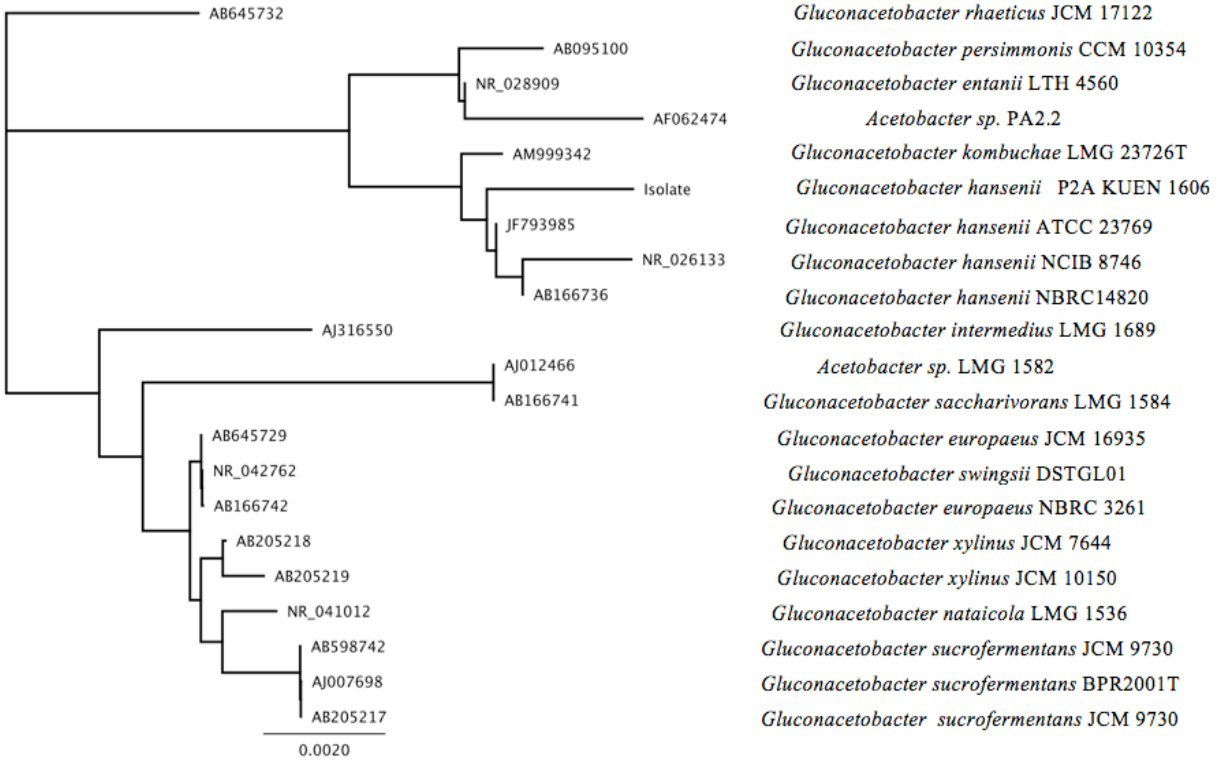 AB645732 Gluconacetobacter rhaeticus JCM 17122
AB095100 Gluconacetobacter persimmonis CCM 10354
NR_028909 Gluconacetobacter entanii LTH 4560
AF062474 Acetobacter sp. PA2.2
AM999342 Gluconacetobacter kombuchae LMG 23726T
Isolate Gluconacetobacter hansenii P2A KUEN 1606
JF793985 Gluconacetobacter hansenii ATCC 23769
NR_026133 Gluconacetobacter hansenii NCIB 8746
AB166736 Gluconacetobacter hansenii NBRC14820
AJ316550 Gluconacetobacter intermedius LMG 1689
AJ012466 Acetobacter sp. LMG 1582
AB166741 Gluconacetobacter saccharivorans LMG 1584
AB645729 Gluconacetobacter europaeus JCM 16935
NR_042762 Gluconacetobacter swingsii DSTGL01
AB166742 Gluconacetobacter europaeus NBRC 3261
AB205218 Gluconacetobacter xylinus JCM 7644
AB205219 Gluconacetobacter xylinus JCM 10150
NR_041012 Gluconacetobacter nataicola LMG 1536
AB598742 Gluconacetobacter sucrofermentans JCM 9730
AJ007698 Gluconacetobacter sucrofermentans BPR2001T
AB205217 Gluconacetobacter sucrofermentans JCM 9730
0.0020